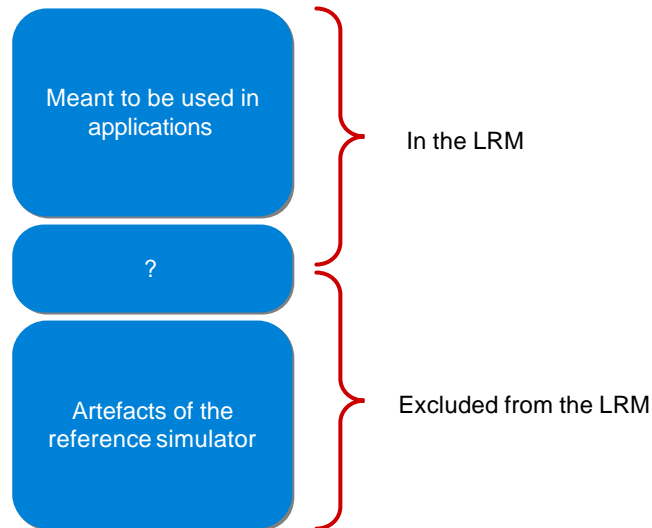 Meant to be used in
applications
In the LRM
?
Artefacts of the
reference simulator
Excluded from the LRM